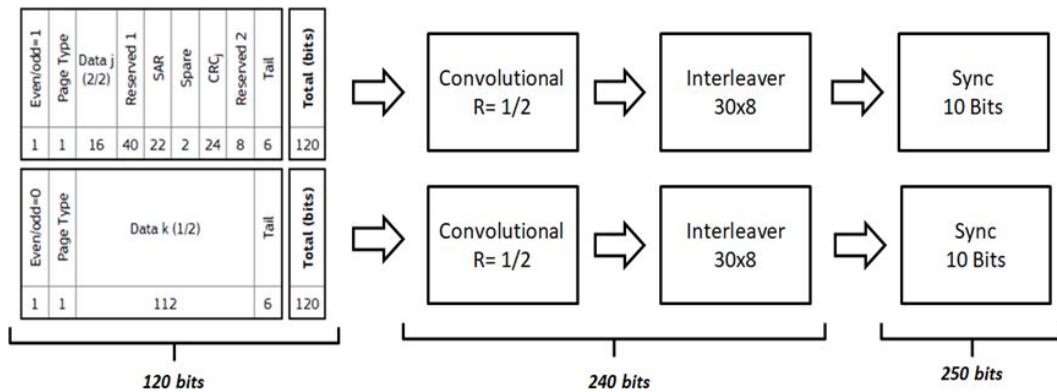 Even/odd=1
Page Type
Data j
(2/2)
Reserved 1
SAR
Spare
CRCj
Reserved 2
Tail
Total (bits)
1 1 16 40 22 2 24 8 6 120
Convolutional
R= 1/2
Interleaver
30x8
Sync
10 Bits
Even/odd=0
Page Type
Data k (1/2)
Tail
Total (bits)
1 1 112 6 120
Convolutional
R= 1/2
Interleaver
30x8
Sync
10 Bits
120 bits
240 bits
250 bits